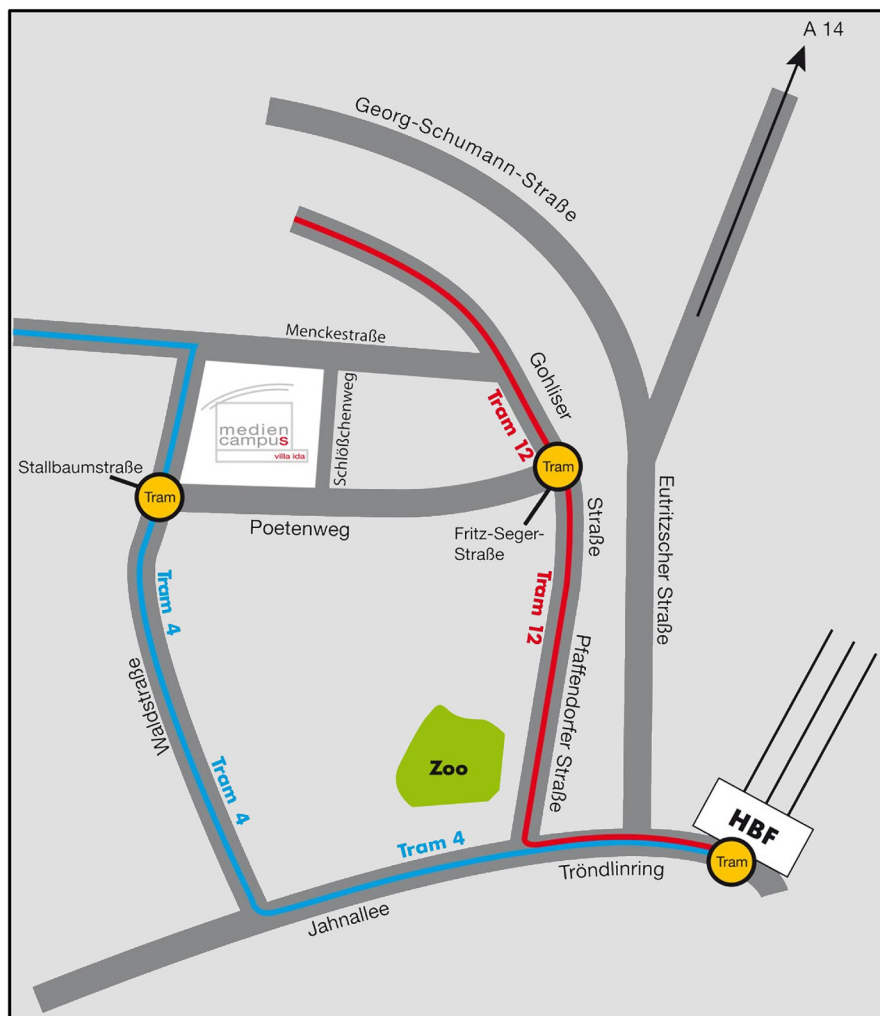 A 14
Georg-Schumann-Straße
Menckestraße
Gohliser
Schlößchenweg
Tram 12
medien
campus
villa ida
Stallbaumstraße
Tram
Tram
Poetenweg
Fritz-Seger-
Straße
Straße
Eutritzscher Straße
Tram 4
Tram 12
Waldstraße
Pfaffendorfer Straße
Zoo
Tram 4
HBF
Tram 4
Tram
Tröndlinring
Jahnallee